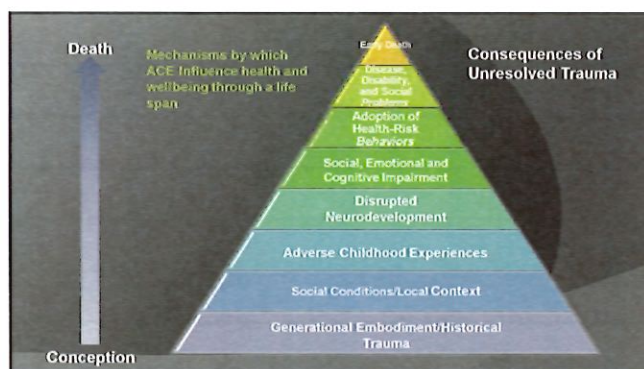 Death
Mechanisms by which
ACE Influence health and
wellbeing through a life
span
Consequences of
Unresolved Trauma
Early Death
Disease,
Disability,
and Social
Problems
Adoption of
Health-Risk
Behaviors
Social, Emotional and
Cognitive Impairment
Disrupted
Neurodevelopment
Adverse Childhood Experiences
Social Conditions/Local Context
Generational Embodiment/Historical
Trauma
Conception